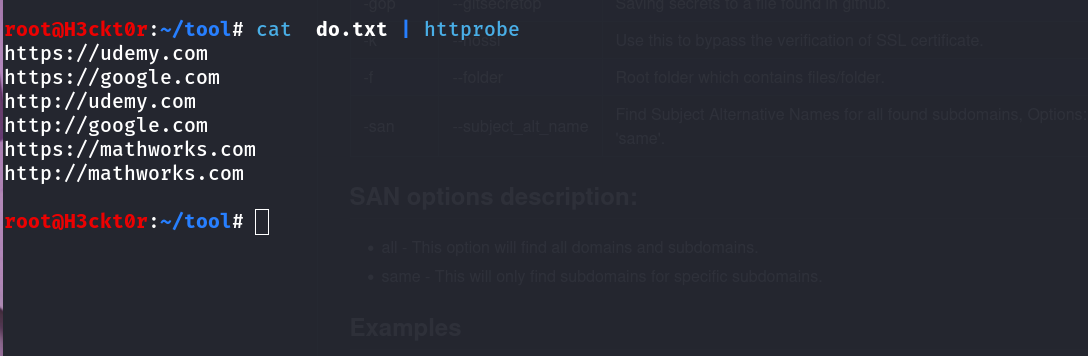 root@H3ckt0r:~/tool# cat  do.txt | httprobe
https://udemy.com
https://google.com
http://udemy.com
http://google.com
https://mathworks.com
http://mathworks.com
root@H3ckt0r:~/tool#
-gop --gitsecretop Saving secrets to a file found in github.
Use this to bypass the verification of SSL certificate.
-f --folder Root folder which contains files/folder
-san --subject_alt_name Find Subject Alternative Names for all found subdomains. Options:
'same'.
SAN options description:
• all - This option will find all domains and subdomains.
• same - This will only find subdomains for specific subdomains.
Examples